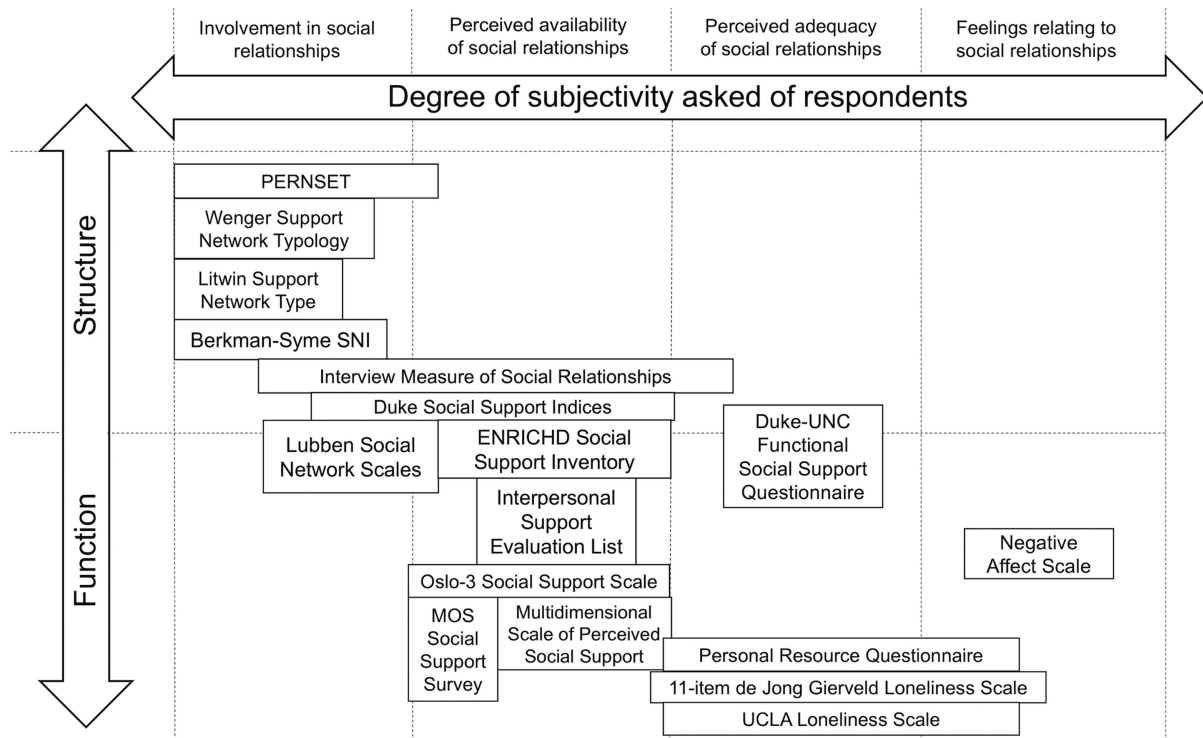 Involvement in social
relationships
Perceived availability
of social relationships
Perceived adequacy
of social relationships
Feelings relating to
social relationships
Degree of subjectivity asked of respondents
Structure
Function
PERNSET
Wenger Support
Network Typology
Litwin Support
Network Type
Berkman-Syme SNI
Interview Measure of Social Relationships
Duke Social Support Indices
Lubben Social
Network Scales
ENRICHD Social
Support Inventory
Duke-UNC
Functional
Social Support
Questionnaire
Interpersonal
Support
Evaluation List
Negative
Affect Scale
Oslo-3 Social Support Scale
MOS
Social
Support
Survey
Multidimensional
Scale of Perceived
Social Support
Personal Resource Questionnaire
11-item de Jong Gierveld Loneliness Scale
UCLA Loneliness Scale